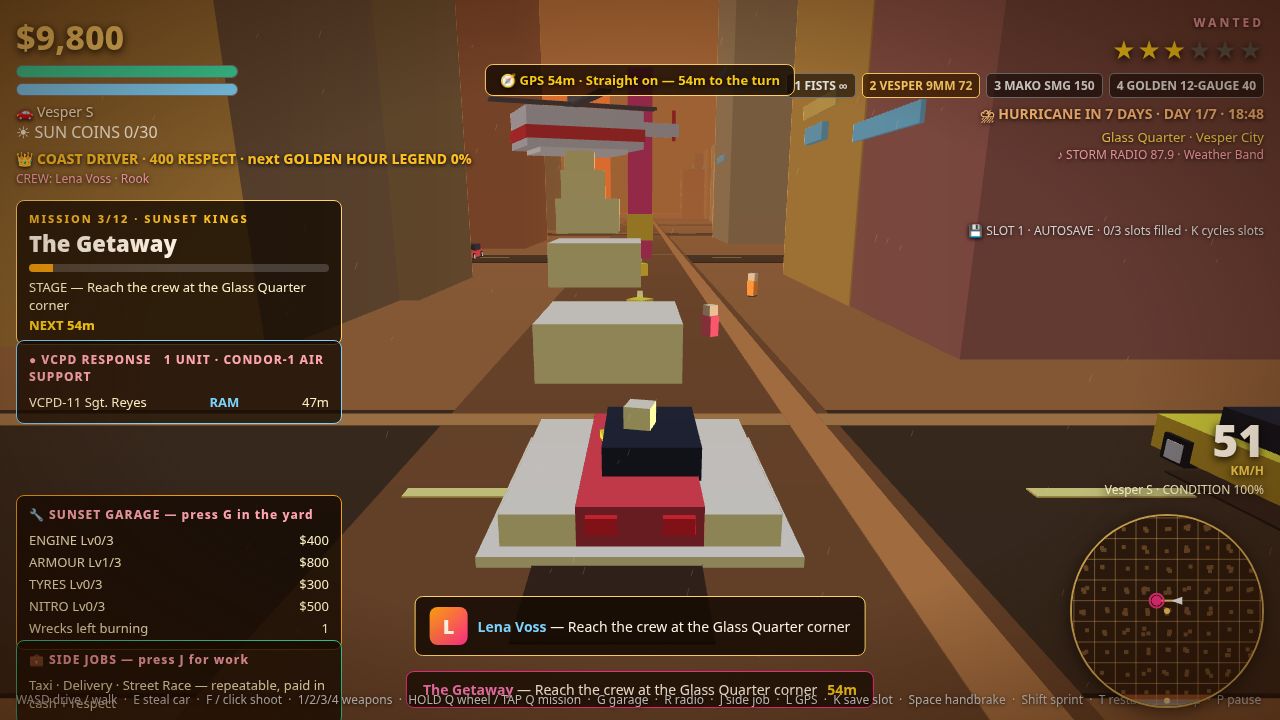 $9,800
🚗 Vesper S
☀ SUN COINS 0/30
👑 COAST DRIVER · 400 RESPECT · next GOLDEN HOUR LEGEND 0%
CREW: Lena Voss · Rook
MISSION 3/12 · SUNSET KINGS
The Getaway
STAGE — Reach the crew at the Glass Quarter
corner
NEXT 54m
● VCPD RESPONSE 1 UNIT · CONDOR-1 AIR
SUPPORT
VCPD-11 Sgt. Reyes RAM 47m
🔧 SUNSET GARAGE — press G in the yard
ENGINE Lv0/3 $400
ARMOUR Lv1/3 $800
TYRES Lv0/3 $300
NITRO Lv0/3 $500
Wrecks left burning 1
💼 SIDE JOBS — press J for work
Taxi · Delivery · Street Race — repeatable, paid in
cash + respect
🧭 GPS 54m · Straight on — 54m to the turn
WANTED
★★★★★★
1 FISTS ∞ 2 VESPER 9MM 72 3 MAKO SMG 150 4 GOLDEN 12-GAUGE 40
⛈ HURRICANE IN 7 DAYS · DAY 1/7 · 18:48
Glass Quarter · Vesper City
♪ STORM RADIO 87.9 · Weather Band
💾 SLOT 1 · AUTOSAVE · 0/3 slots filled · K cycles slots
51
KM/H
Vesper S · CONDITION 100%
L
Lena Voss — Reach the crew at the Glass Quarter corner
The Getaway — Reach the crew at the Glass Quarter corner 54m
WASD drive / walk · E steal car · F / click shoot · 1/2/3/4 weapons · HOLD Q wheel / TAP Q mission · G garage · R radio · J side job · L GPS · K save slot · Space handbrake · Shift sprint · P pause